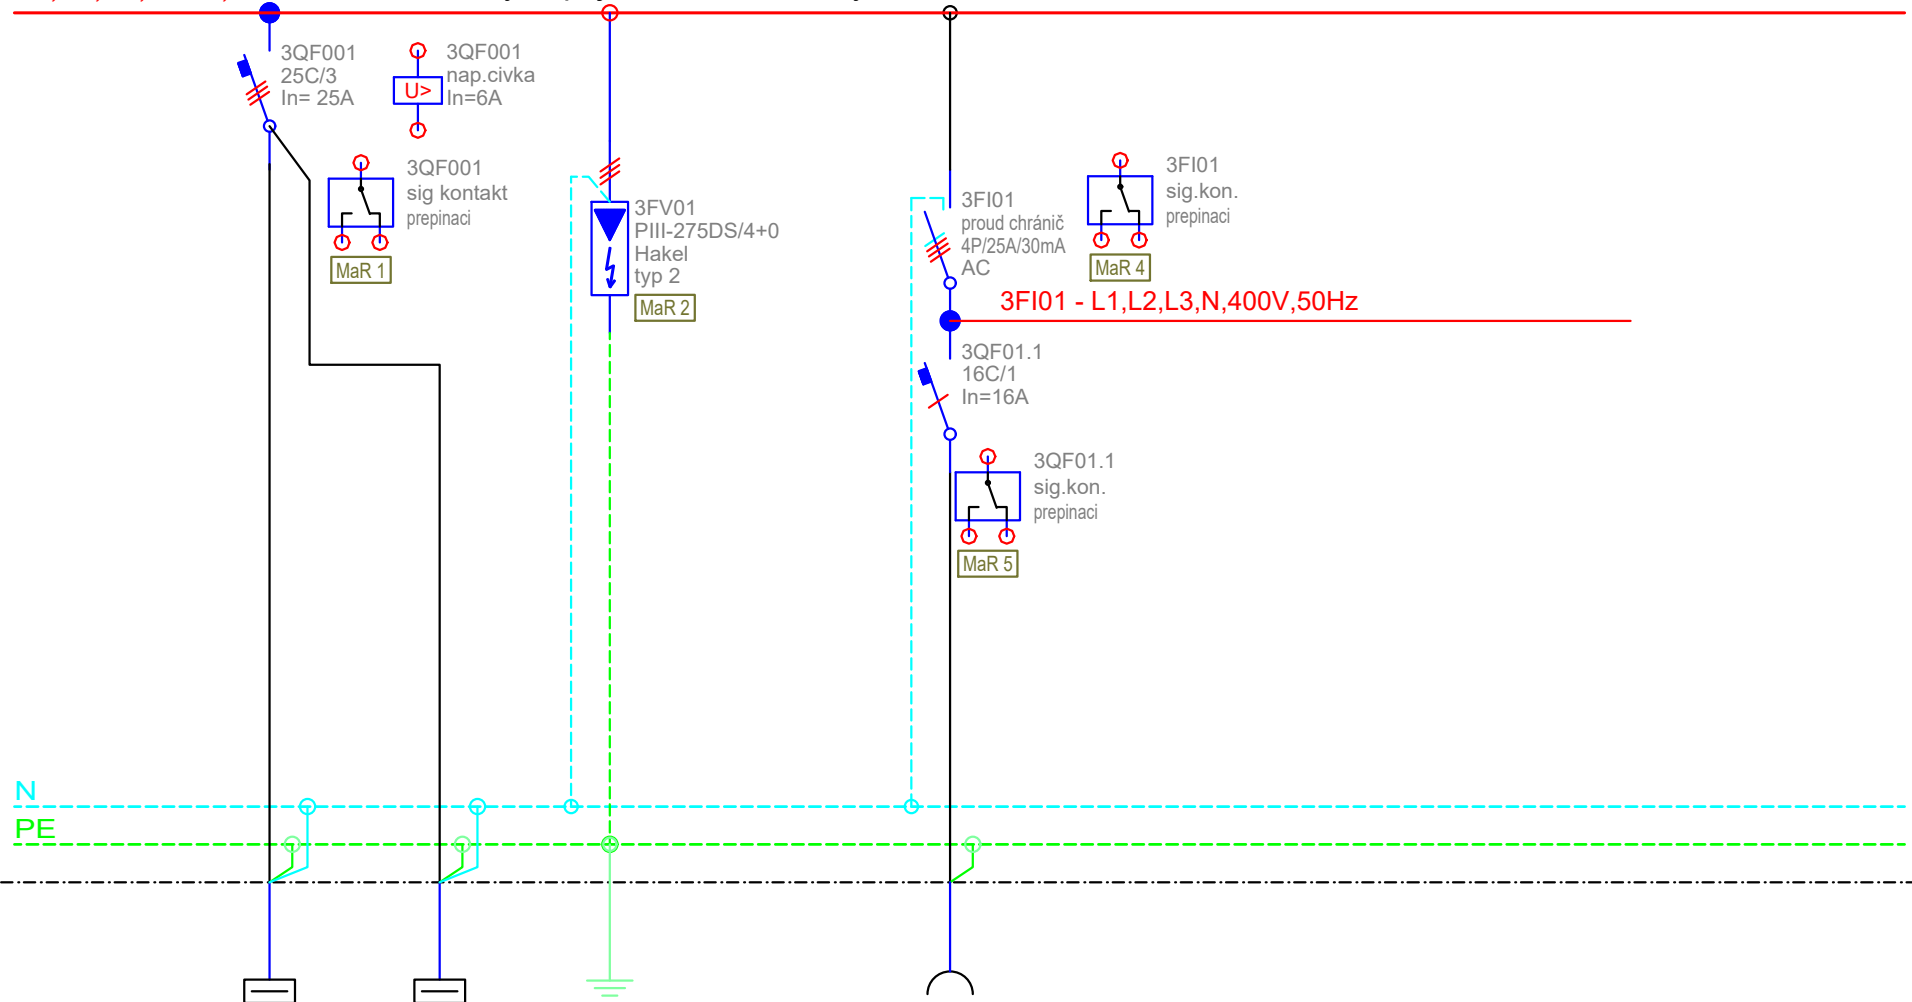 3QF001
25C/3
In= 25A
3QF001
nap.civka
In=6A
U>
3QF001
sig kontakt
prepinaci
MaR 1
3FV01
PIII-275DS/4+0
Hakel
typ 2
MaR 2
3FI01
proud chránič
4P/25A/30mA
AC
3FI01
sig.kon.
prepinaci
MaR 4
3FI01 - L1,L2,L3,N,400V,50Hz
3QF01.1
16C/1
In=16A
3QF01.1
sig.kon.
prepinaci
MaR 5
N
PE